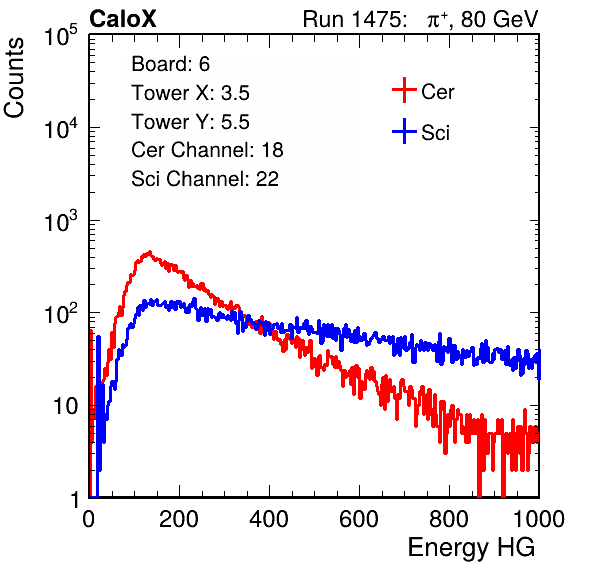 CaloX Run 1475: π⁺, 80 GeV
Counts
10⁵
10⁴
10³
10²
10
1
Board: 6
Tower X: 3.5
Tower Y: 5.5
Cer Channel: 18
Sci Channel: 22
Cer
Sci
0 200 400 600 800 1000
Energy HG